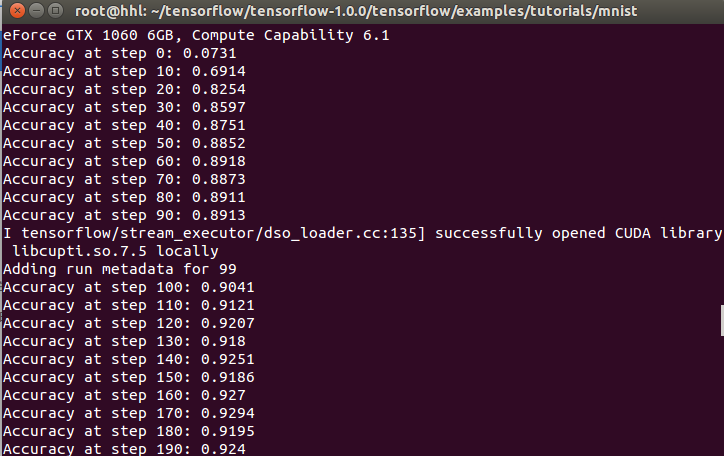 root@hhl: ~/tensorflow/tensorflow-1.0.0/tensorflow/examples/tutorials/mnist
eForce GTX 1060 6GB, Compute Capability 6.1
Accuracy at step 0: 0.0731
Accuracy at step 10: 0.6914
Accuracy at step 20: 0.8254
Accuracy at step 30: 0.8597
Accuracy at step 40: 0.8751
Accuracy at step 50: 0.8852
Accuracy at step 60: 0.8918
Accuracy at step 70: 0.8873
Accuracy at step 80: 0.8911
Accuracy at step 90: 0.8913
I tensorflow/stream_executor/dso_loader.cc:135] successfully opened CUDA library
libcupti.so.7.5 locally
Adding run metadata for 99
Accuracy at step 100: 0.9041
Accuracy at step 110: 0.9121
Accuracy at step 120: 0.9207
Accuracy at step 130: 0.918
Accuracy at step 140: 0.9251
Accuracy at step 150: 0.9186
Accuracy at step 160: 0.927
Accuracy at step 170: 0.9294
Accuracy at step 180: 0.9195
Accuracy at step 190: 0.924